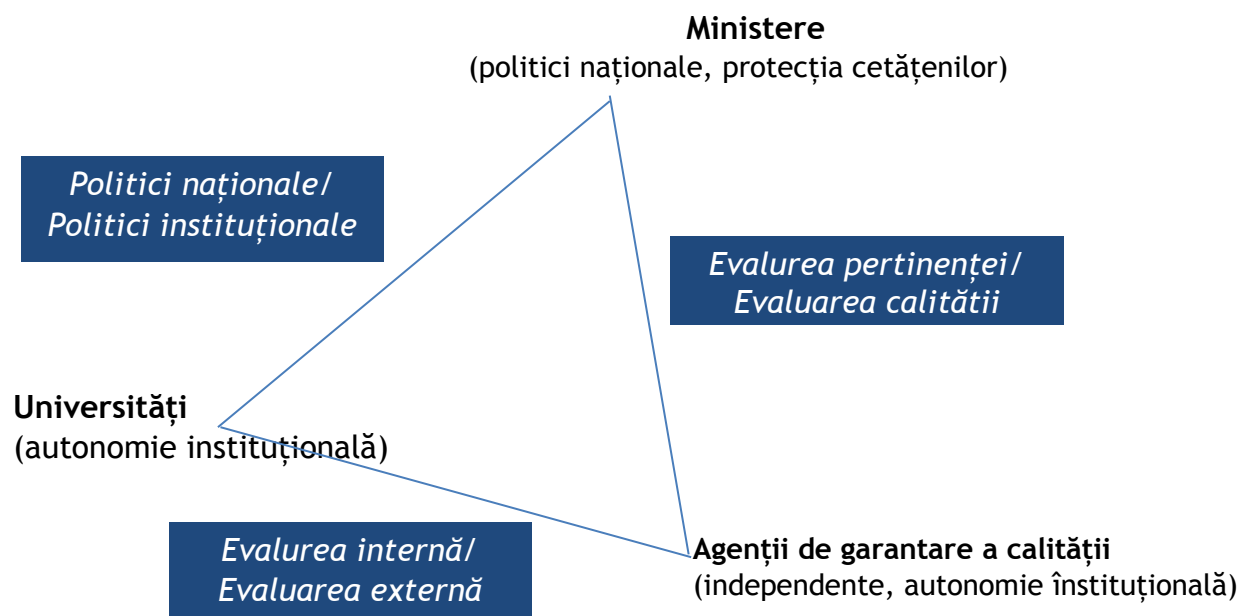 Ministere
(politici naționale, protecția cetățenilor)
Politici naționale/
Politici instituționale
Evalurea pertinenței/
Evaluarea calitătii
Universități
(autonomie instituțională)
Evalurea internă/
Evaluarea externă
Agenții de garantare a calității
(independente, autonomie înstituțională)